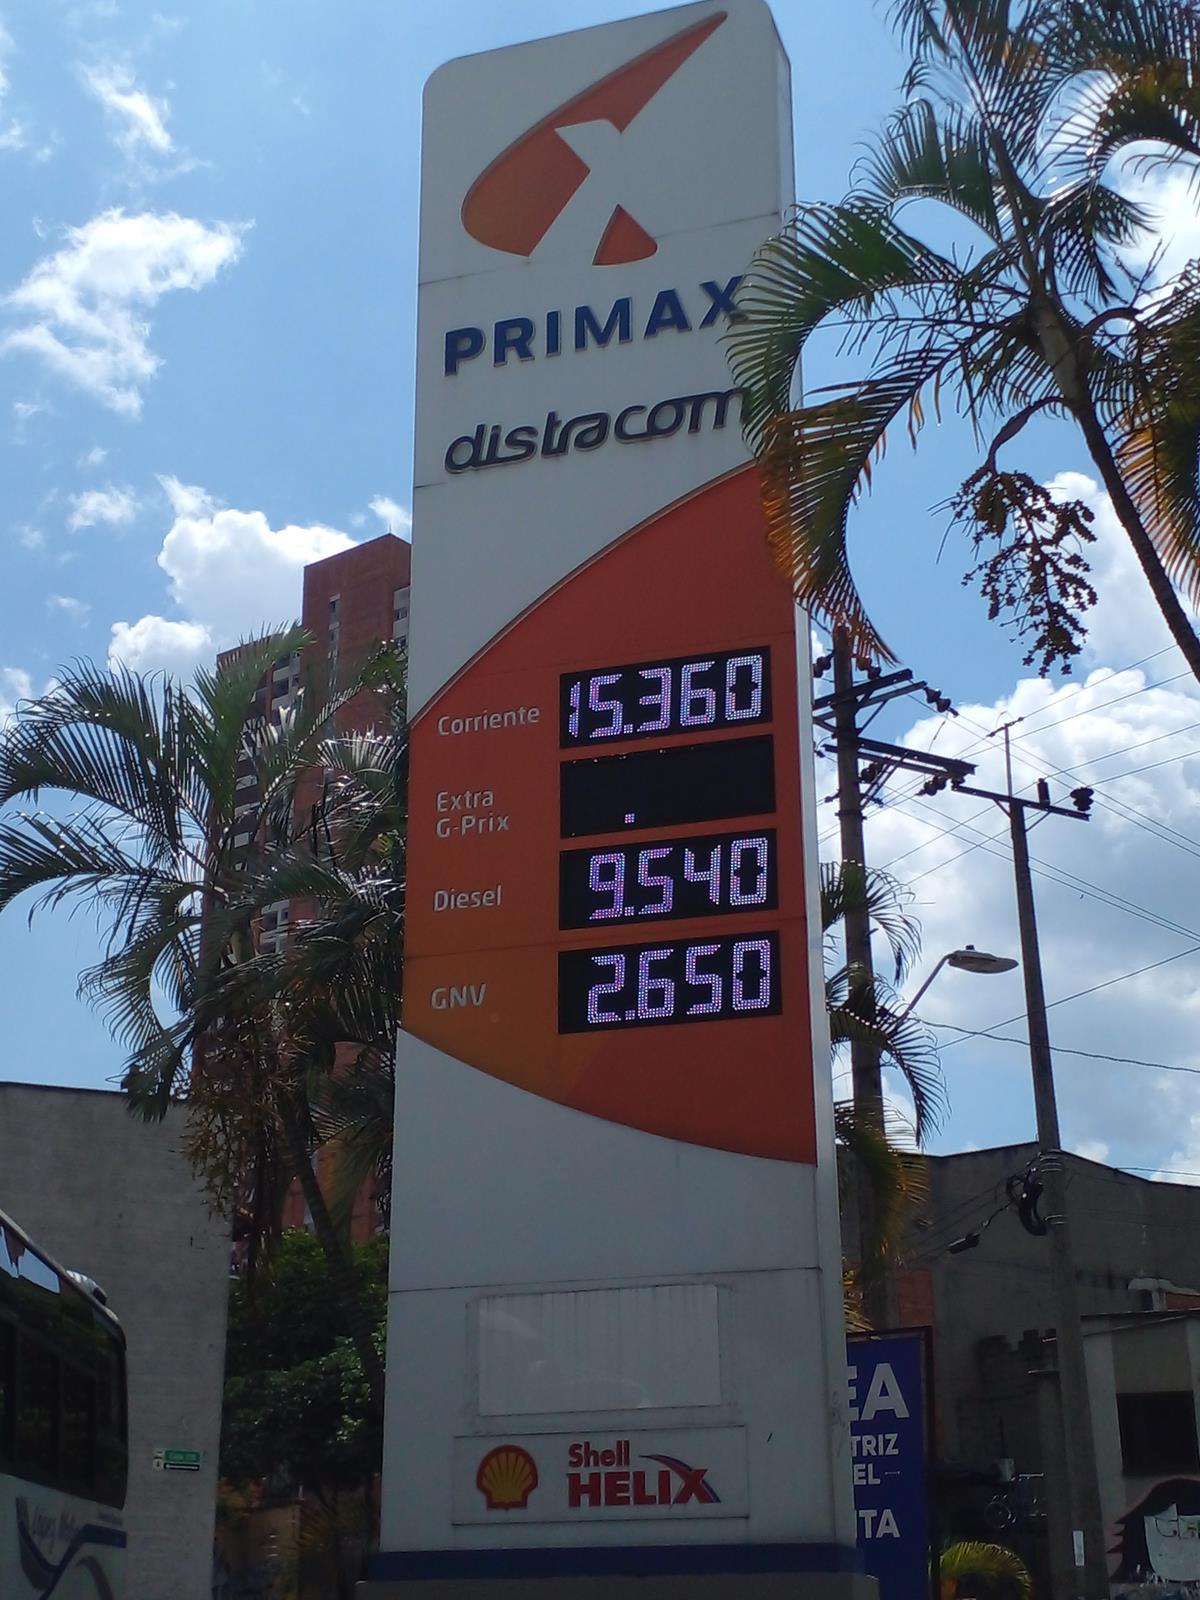 PRIMAX
distracom
Corriente 15.360
Extra
G-Prix .
Diesel 9.540
GNV 2.650
Shell
HELIX
EA
TRIZ
EL
TA